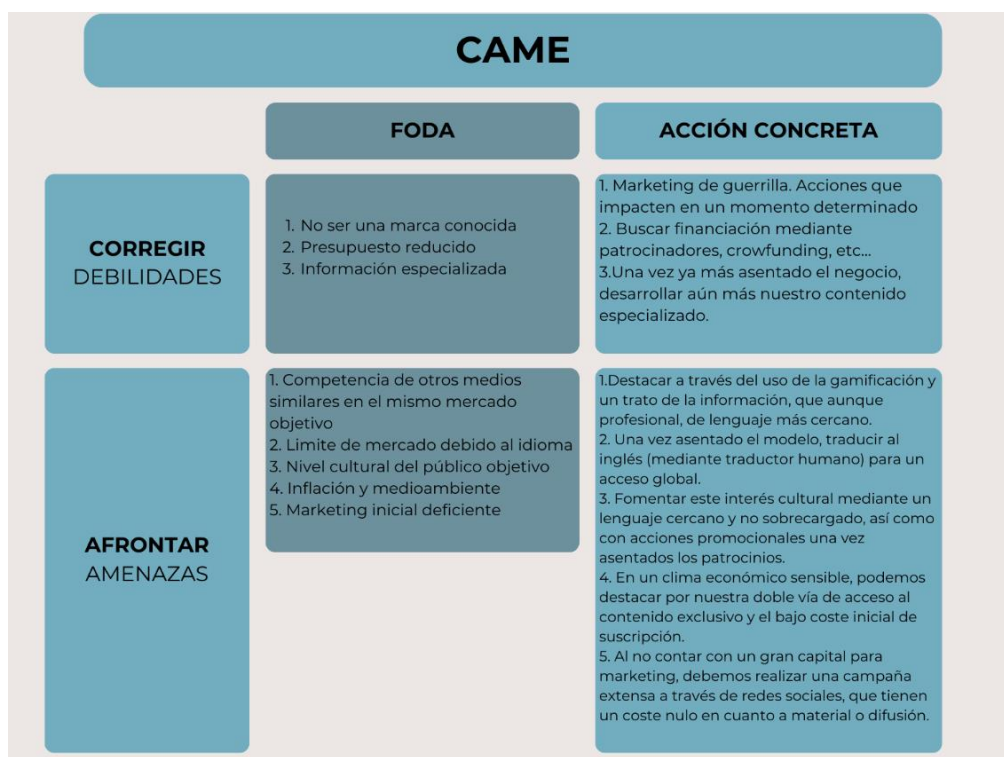 CAME
FODA
ACCIÓN CONCRETA
CORREGIR
DEBILIDADES
1. No ser una marca conocida
2. Presupuesto reducido
3. Información especializada
1. Marketing de guerrilla. Acciones que
impacten en un momento determinado
2. Buscar financiación mediante
patrocinadores, crowfunding, etc...
3.Una vez ya más asentado el negocio,
desarrollar aún más nuestro contenido
especializado.
AFRONTAR
AMENAZAS
1. Competencia de otros medios
similares en el mismo mercado
objetivo
2. Limite de mercado debido al idioma
3. Nivel cultural del público objetivo
4. Inflación y medioambiente
5. Marketing inicial deficiente
1.Destacar a través del uso de la gamificación y
un trato de la información, que aunque
profesional, de lenguaje más cercano.
2. Una vez asentado el modelo, traducir al
inglés (mediante traductor humano) para un
acceso global.
3. Fomentar este interés cultural mediante un
lenguaje cercano y no sobrecargado, así como
con acciones promocionales una vez
asentados los patrocinios.
4. En un clima económico sensible, podemos
destacar por nuestra doble vía de acceso al
contenido exclusivo y el bajo coste inicial de
suscripción.
5. Al no contar con un gran capital para
marketing, debemos realizar una campaña
extensa a través de redes sociales, que tienen
un coste nulo en cuanto a material o difusión.